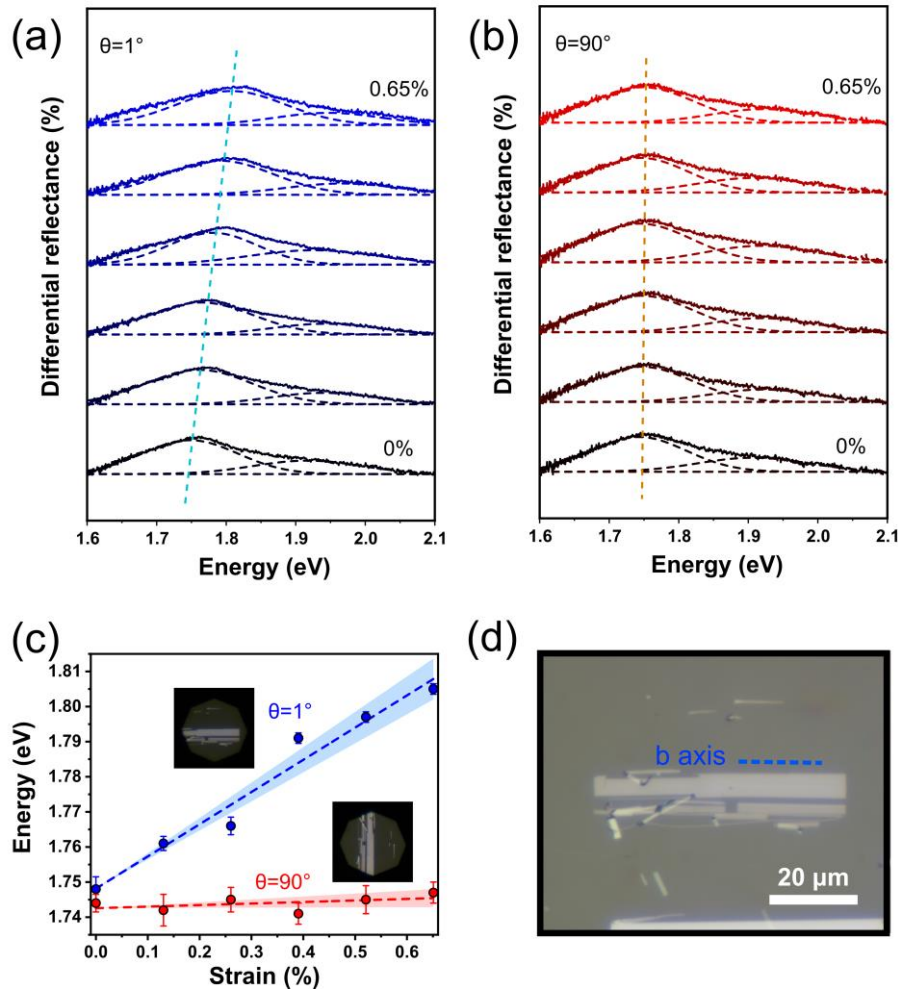 (a)
θ=1°
0.65%
0%
Differential reflectance (%)
1.6 1.7 1.8 1.9 2.0 2.1
Energy (eV)
(b)
θ=90°
0.65%
0%
Differential reflectance (%)
1.6 1.7 1.8 1.9 2.0 2.1
Energy (eV)
(c)
1.81
1.80
1.79
1.78
1.77
1.76
1.75
1.74
Energy (eV)
θ=1°
θ=90°
0.0 0.1 0.2 0.3 0.4 0.5 0.6
Strain (%)
(d)
b axis
20 μm